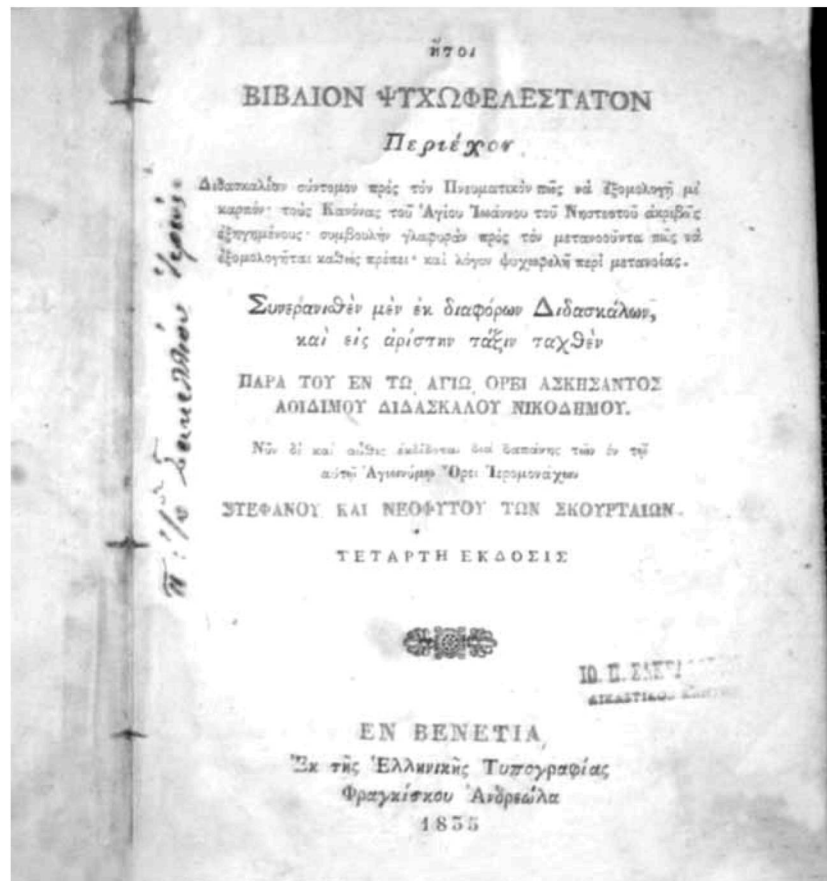 ἤτοι
ΒΙΒΛΙΟΝ ΨΥΧΩΦΕΛΕΣΤΑΤΟΝ
Περιέχον
Διδασκαλίαν σύντομον πρὸς τὸν Πνευματικὸν πῶς νὰ ἐξομολογῇ μὲ
καρπόν· τοὺς Κανόνας τοῦ Ἁγίου Ἰωάννου τοῦ Νηστευτοῦ ἀκριβῶς
ἐξηγημένους· συμβουλὴν γλαφυρὰν πρὸς τὸν μετανοοῦντα πῶς νὰ
ἐξομολογῆται καθὼς πρέπει· καὶ λόγον ψυχωφελῆ περὶ μετανοίας.
Συνερανισθὲν μὲν ἐκ διαφόρων Διδασκάλων,
καὶ εἰς ἀρίστην τάξιν ταχθὲν
ΠΑΡΑ ΤΟΥ ΕΝ ΤΩ ΑΓΙΩ ΟΡΕΙ ΑΣΚΗΣΑΝΤΟΣ
ΑΟΙΔΙΜΟΥ ΔΙΔΑΣΚΑΛΟΥ ΝΙΚΟΔΗΜΟΥ.
Νῦν δὲ καὶ αὖθις ἐκδίδοται διὰ δαπάνης τῶν ἐν τῷ
αὐτῷ Ἁγιωνύμῳ Ὄρει Ἱερομονάχων
ΣΤΕΦΑΝΟΥ ΚΑΙ ΝΕΟΦΥΤΟΥ ΤΩΝ ΣΚΟΥΡΤΑΙΩΝ.
ΤΕΤΑΡΤΗ ΕΚΔΟΣΙΣ
ΙΩ. Π.
ΕΝ ΒΕΝΕΤΙΑ
Ἐκ τῆς Ἑλληνικῆς Τυπογραφίας
Φραγκίσκου Ἀνδρεώλα
1835